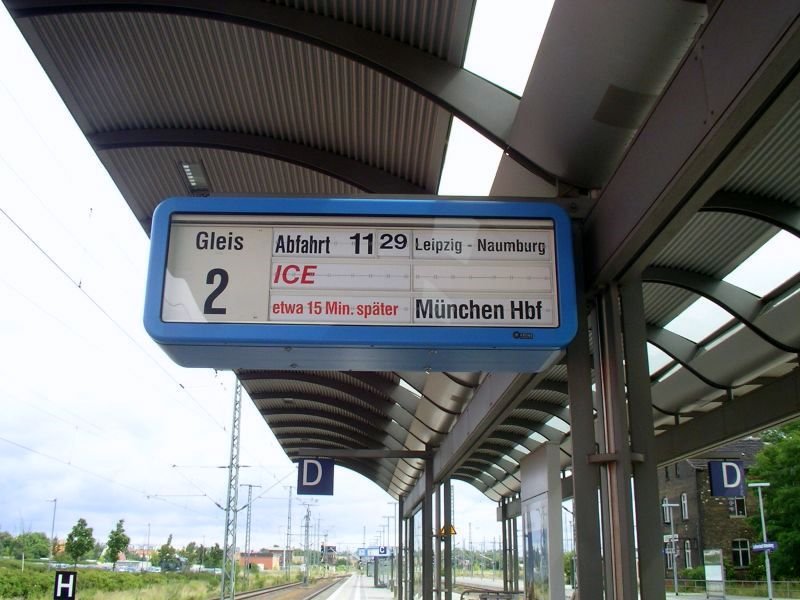 Gleis
2
Abfahrt 11 29 Leipzig - Naumburg
ICE
etwa 15 Min. später München Hbf
D
D
C
H